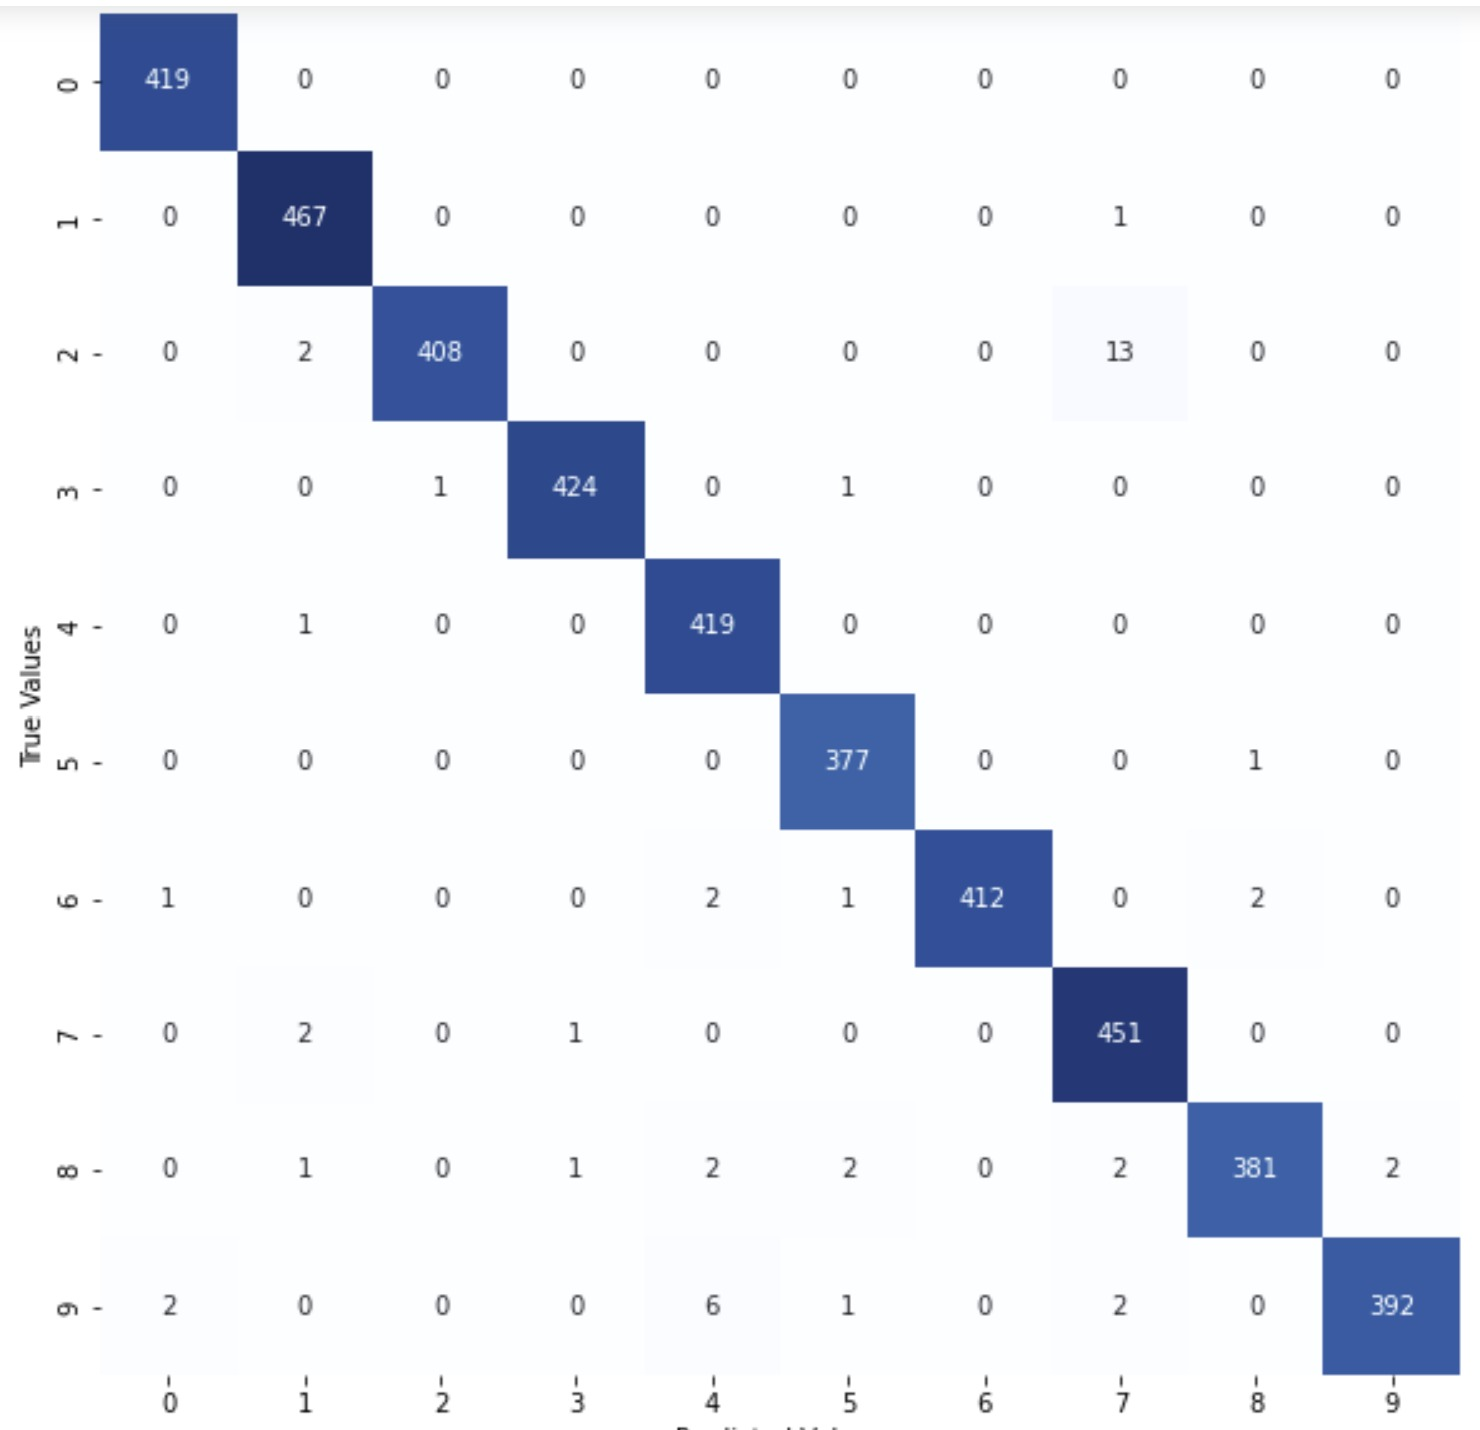 0 419 0 0 0 0 0 0 0 0 0
1 0 467 0 0 0 0 0 1 0 0
2 0 2 408 0 0 0 0 13 0 0
3 0 0 1 424 0 1 0 0 0 0
4 0 1 0 0 419 0 0 0 0 0
True Values
5 0 0 0 0 0 377 0 0 1 0
6 1 0 0 0 2 1 412 0 2 0
7 0 2 0 1 0 0 0 451 0 0
8 0 1 0 1 2 2 0 2 381 2
9 2 0 0 0 6 1 0 2 0 392
0 1 2 3 4 5 6 7 8 9